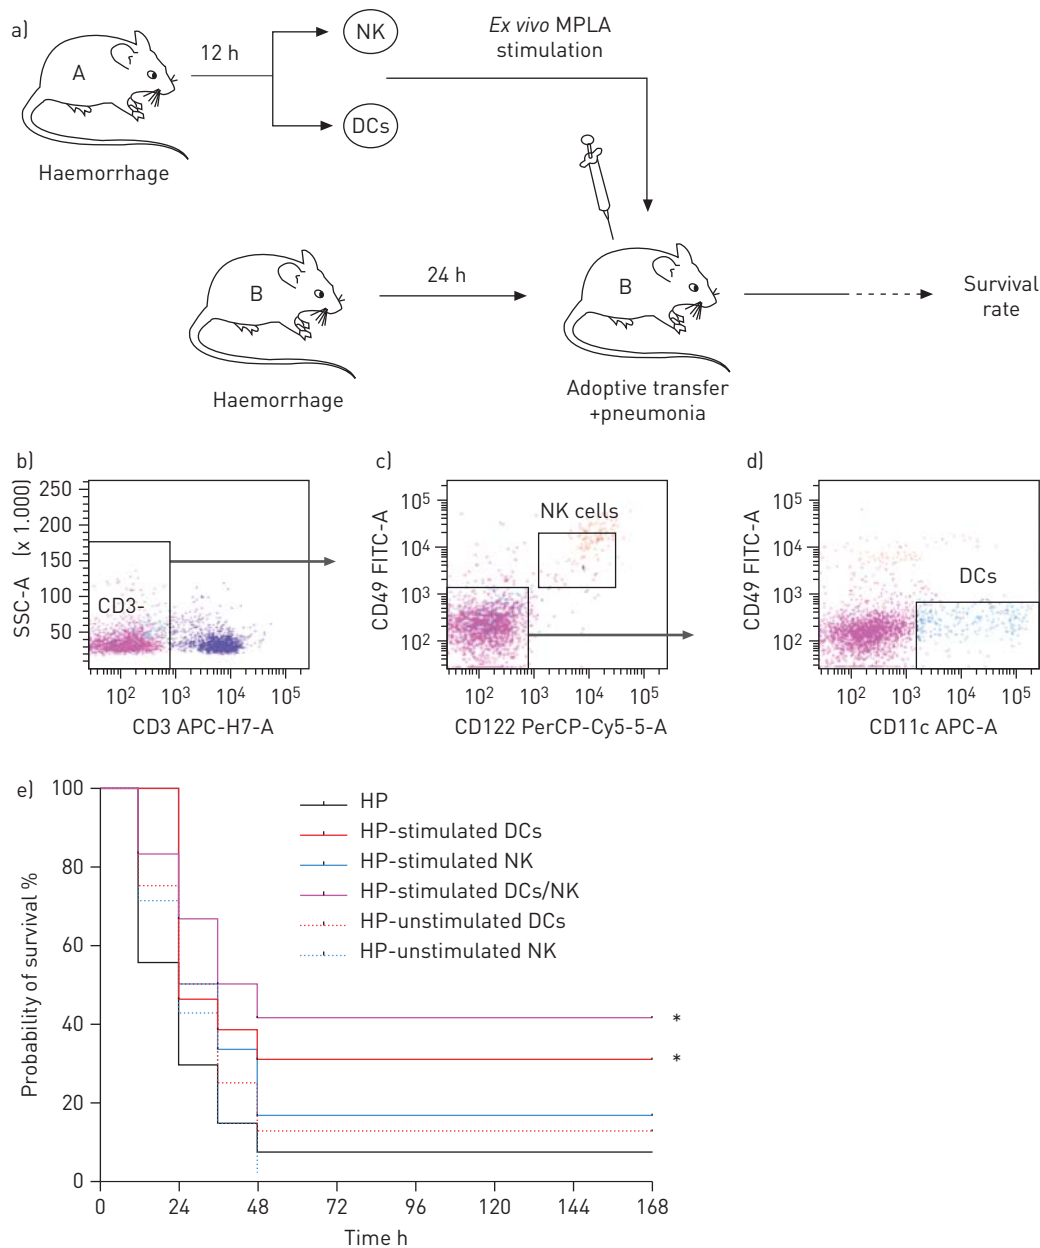 a)
NK
Ex vivo MPLA
stimulation
12 h
A
DCs
Haemorrhage
24 h
B
B
Survival
rate
Haemorrhage
Adoptive transfer
+pneumonia
b)
SSC-A (x 1.000)
250
200
150
100
50
CD3-
10² 10³ 10⁴ 10⁵
CD3 APC-H7-A
c)
CD49 FITC-A
10⁵
10⁴
10³
10²
NK cells
10² 10³ 10⁴ 10⁵
CD122 PerCP-Cy5-5-A
d)
CD49 FITC-A
10⁵
10⁴
10³
10²
DCs
10² 10³ 10⁴ 10⁵
CD11c APC-A
e)
Probability of survival %
100
80
60
40
20
0
HP
HP-stimulated DCs
HP-stimulated NK
HP-stimulated DCs/NK
HP-unstimulated DCs
HP-unstimulated NK
*
*
0 24 48 72 96 120 144 168
Time h